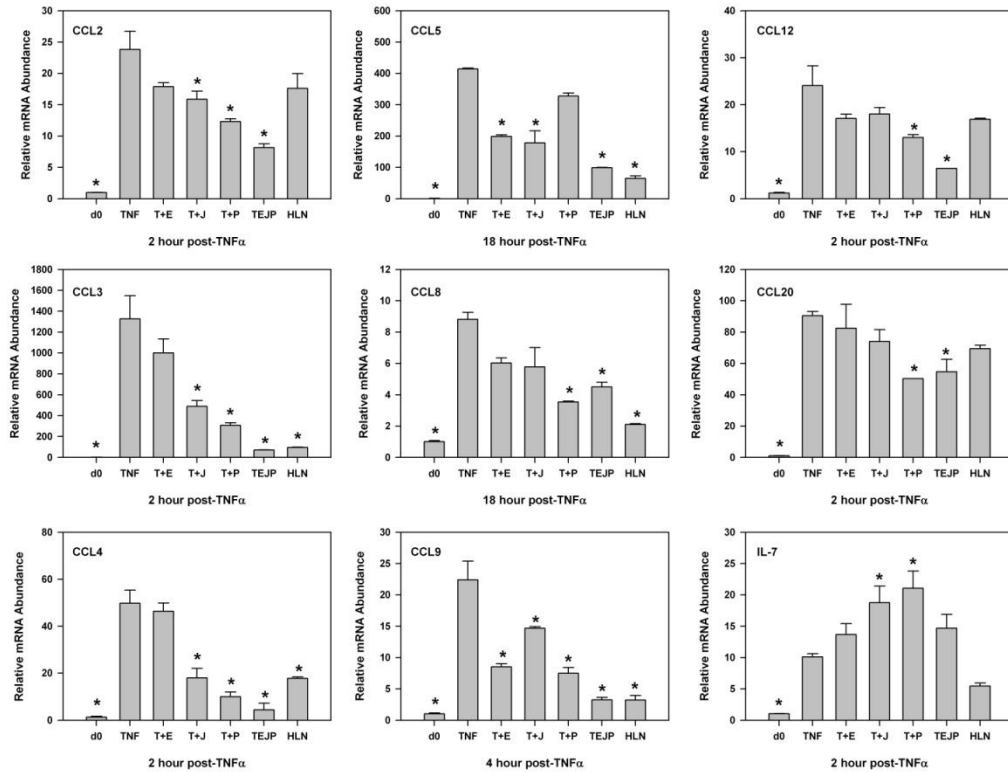 CCL2
Relative mRNA Abundance
30
25
20
15
10
5
0
* * * *
d0 TNF T+E T+J T+P TEJP HLN
2 hour post-TNFα
CCL5
Relative mRNA Abundance
600
500
400
300
200
100
0
* * * * *
d0 TNF T+E T+J T+P TEJP HLN
18 hour post-TNFα
CCL12
Relative mRNA Abundance
40
30
20
10
0
* * *
d0 TNF T+E T+J T+P TEJP HLN
2 hour post-TNFα
CCL3
Relative mRNA Abundance
1800
1600
1400
1200
1000
800
600
400
200
0
* * * * *
d0 TNF T+E T+J T+P TEJP HLN
2 hour post-TNFα
CCL8
Relative mRNA Abundance
12
10
8
6
4
2
0
* * * *
d0 TNF T+E T+J T+P TEJP HLN
18 hour post-TNFα
CCL20
Relative mRNA Abundance
120
100
80
60
40
20
0
* * *
d0 TNF T+E T+J T+P TEJP HLN
2 hour post-TNFα
CCL4
Relative mRNA Abundance
80
60
40
20
0
* * * * *
d0 TNF T+E T+J T+P TEJP HLN
2 hour post-TNFα
CCL9
Relative mRNA Abundance
30
25
20
15
10
5
0
* * * * * *
d0 TNF T+E T+J T+P TEJP HLN
4 hour post-TNFα
IL-7
Relative mRNA Abundance
30
25
20
15
10
5
0
* * *
d0 TNF T+E T+J T+P TEJP HLN
2 hour post-TNFα